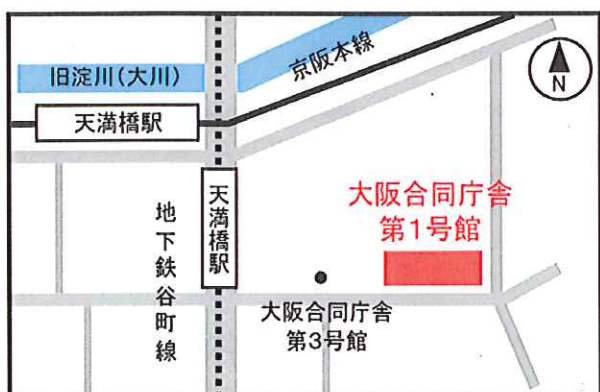 旧淀川(大川)
京阪本線
N
天満橋駅
天満橋駅
地下鉄谷町線
大阪合同庁舎
第1号館
大阪合同庁舎
第3号館